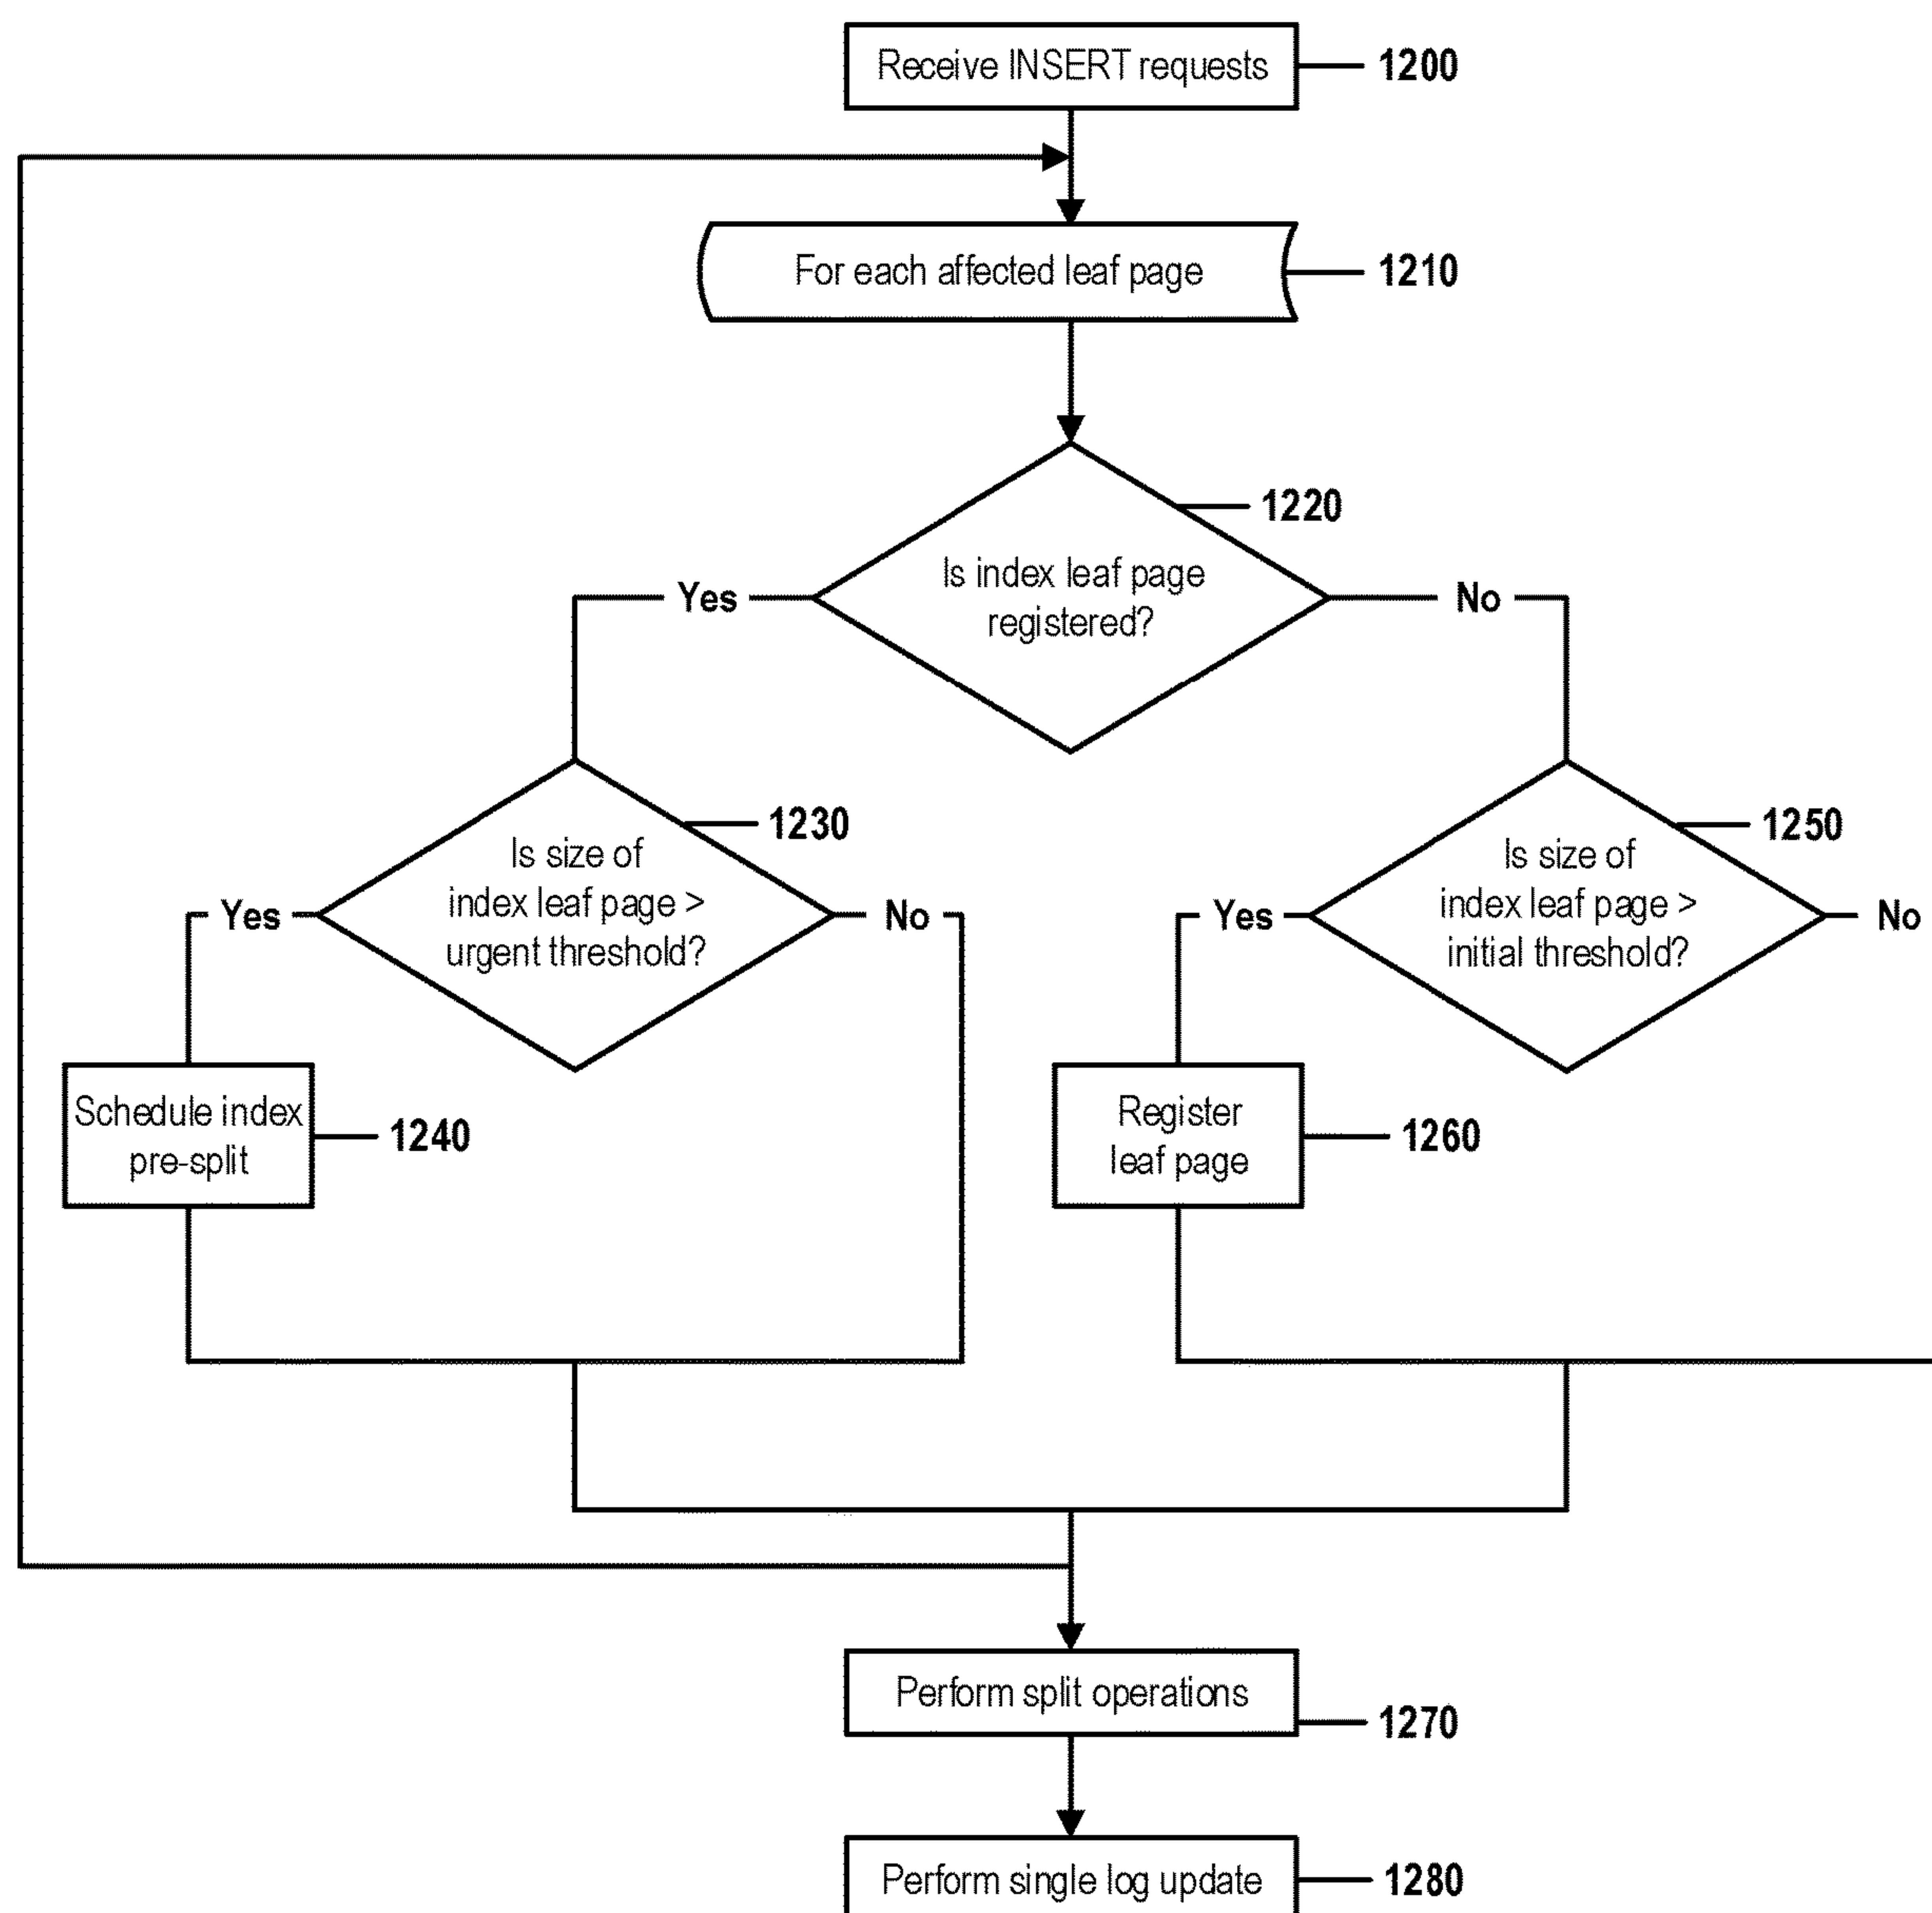 Receive INSERT requests
1200
For each affected leaf page
1210
1220
Is index leaf page
registered?
Yes
No
1230
Is size of
index leaf page >
urgent threshold?
Yes
No
1250
Is size of
index leaf page >
initial threshold?
Yes
No
Schedule index
pre-split
1240
Register
leaf page
1260
Perform split operations
1270
Perform single log update
1280